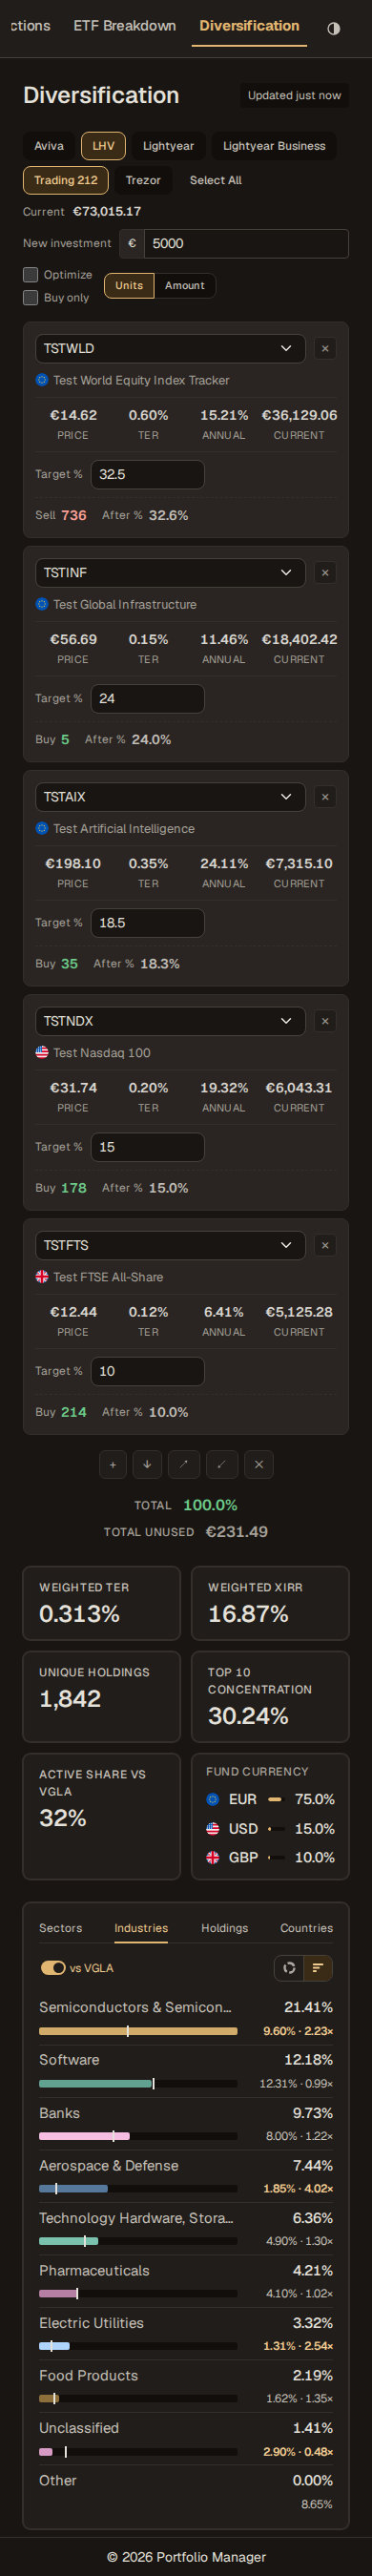 ctions ETF Breakdown Diversification
Diversification Updated just now
Aviva LHV Lightyear Lightyear Business
Trading 212 Trezor Select All
Current €73,015.17
New investment € 5000
Optimize
Buy only
Units Amount
TSTWLD ×
Test World Equity Index Tracker
€14.62 0.60% 15.21% €36,129.06
PRICE TER ANNUAL CURRENT
Target % 32.5
Sell 736 After % 32.6%
TSTINF ×
Test Global Infrastructure
€56.69 0.15% 11.46% €18,402.42
PRICE TER ANNUAL CURRENT
Target % 24
Buy 5 After % 24.0%
TSTAIX ×
Test Artificial Intelligence
€198.10 0.35% 24.11% €7,315.10
PRICE TER ANNUAL CURRENT
Target % 18.5
Buy 35 After % 18.3%
TSTNDX ×
Test Nasdaq 100
€31.74 0.20% 19.32% €6,043.31
PRICE TER ANNUAL CURRENT
Target % 15
Buy 178 After % 15.0%
TSTFTS ×
Test FTSE All-Share
€12.44 0.12% 6.41% €5,125.28
PRICE TER ANNUAL CURRENT
Target % 10
Buy 214 After % 10.0%
TOTAL 100.0%
TOTAL UNUSED €231.49
WEIGHTED TER
0.313%
WEIGHTED XIRR
16.87%
UNIQUE HOLDINGS
1,842
TOP 10
CONCENTRATION
30.24%
ACTIVE SHARE VS
VGLA
32%
FUND CURRENCY
EUR 75.0%
USD 15.0%
GBP 10.0%
Sectors Industries Holdings Countries
vs VGLA
Semiconductors & Semicon... 21.41%
9.60% · 2.23×
Software 12.18%
12.31% · 0.99×
Banks 9.73%
8.00% · 1.22×
Aerospace & Defense 7.44%
1.85% · 4.02×
Technology Hardware, Stora... 6.36%
4.90% · 1.30×
Pharmaceuticals 4.21%
4.10% · 1.02×
Electric Utilities 3.32%
1.31% · 2.54×
Food Products 2.19%
1.62% · 1.35×
Unclassified 1.41%
2.90% · 0.48×
Other 0.00%
8.65%
© 2026 Portfolio Manager